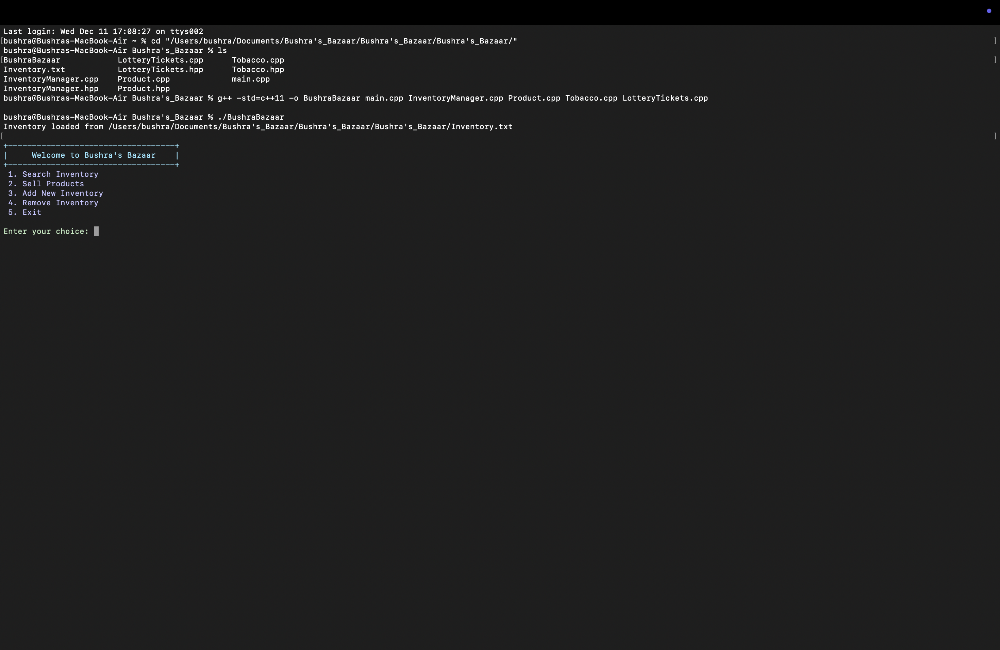 Last login: Wed Dec 11 17:08:27 on ttys002
[bushra@Bushras-MacBook-Air ~ % cd "/Users/bushra/Documents/Bushra's_Bazaar/Bushra's_Bazaar/Bushra's_Bazaar/" ]
bushra@Bushras-MacBook-Air Bushra's_Bazaar % ls
[BushraBazaar            LotteryTickets.cpp      Tobacco.cpp ]
Inventory.txt           LotteryTickets.hpp      Tobacco.hpp
InventoryManager.cpp    Product.cpp             main.cpp
InventoryManager.hpp    Product.hpp
bushra@Bushras-MacBook-Air Bushra's_Bazaar % g++ -std=c++11 -o BushraBazaar main.cpp InventoryManager.cpp Product.cpp Tobacco.cpp LotteryTickets.cpp
bushra@Bushras-MacBook-Air Bushra's_Bazaar % ./BushraBazaar
Inventory loaded from /Users/bushra/Documents/Bushra's_Bazaar/Bushra's_Bazaar/Bushra's_Bazaar/Inventory.txt
[ ]
+-----------------------------------+
|     Welcome to Bushra's Bazaar    |
+-----------------------------------+
1. Search Inventory
2. Sell Products
3. Add New Inventory
4. Remove Inventory
5. Exit
Enter your choice: